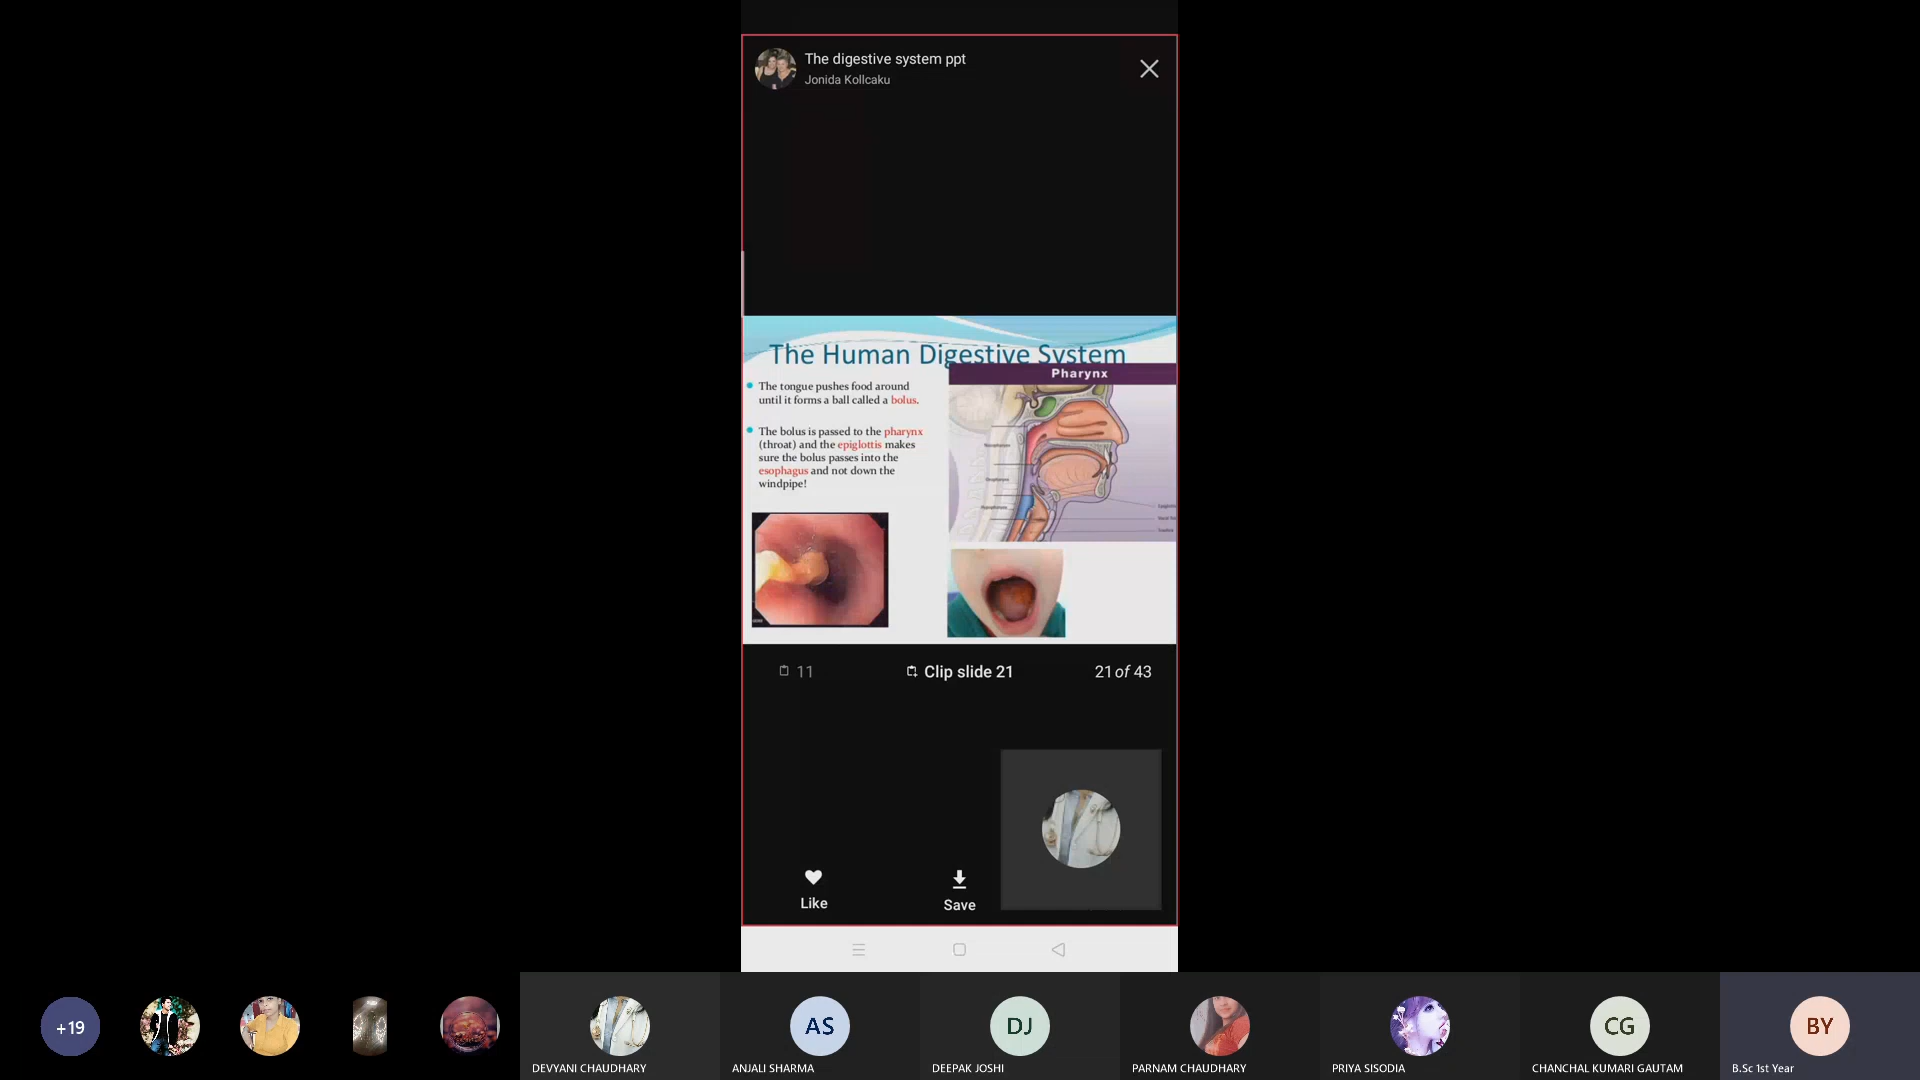 The digestive system ppt
Jonida Kollcaku
The Human Digestive System
Pharynx
The tongue pushes food around
until it forms a ball called a bolus.
The bolus is passed to the pharynx
(throat) and the epiglottis makes
sure the bolus passes into the
esophagus and not down the
windpipe!
11
Clip slide 21
21 of 43
Like
Save
+19
AS
DJ
CG
BY
DEVYANI CHAUDHARY
ANJALI SHARMA
DEEPAK JOSHI
PARNAM CHAUDHARY
PRIYA SISODIA
CHANCHAL KUMARI GAUTAM
B.Sc 1st Year